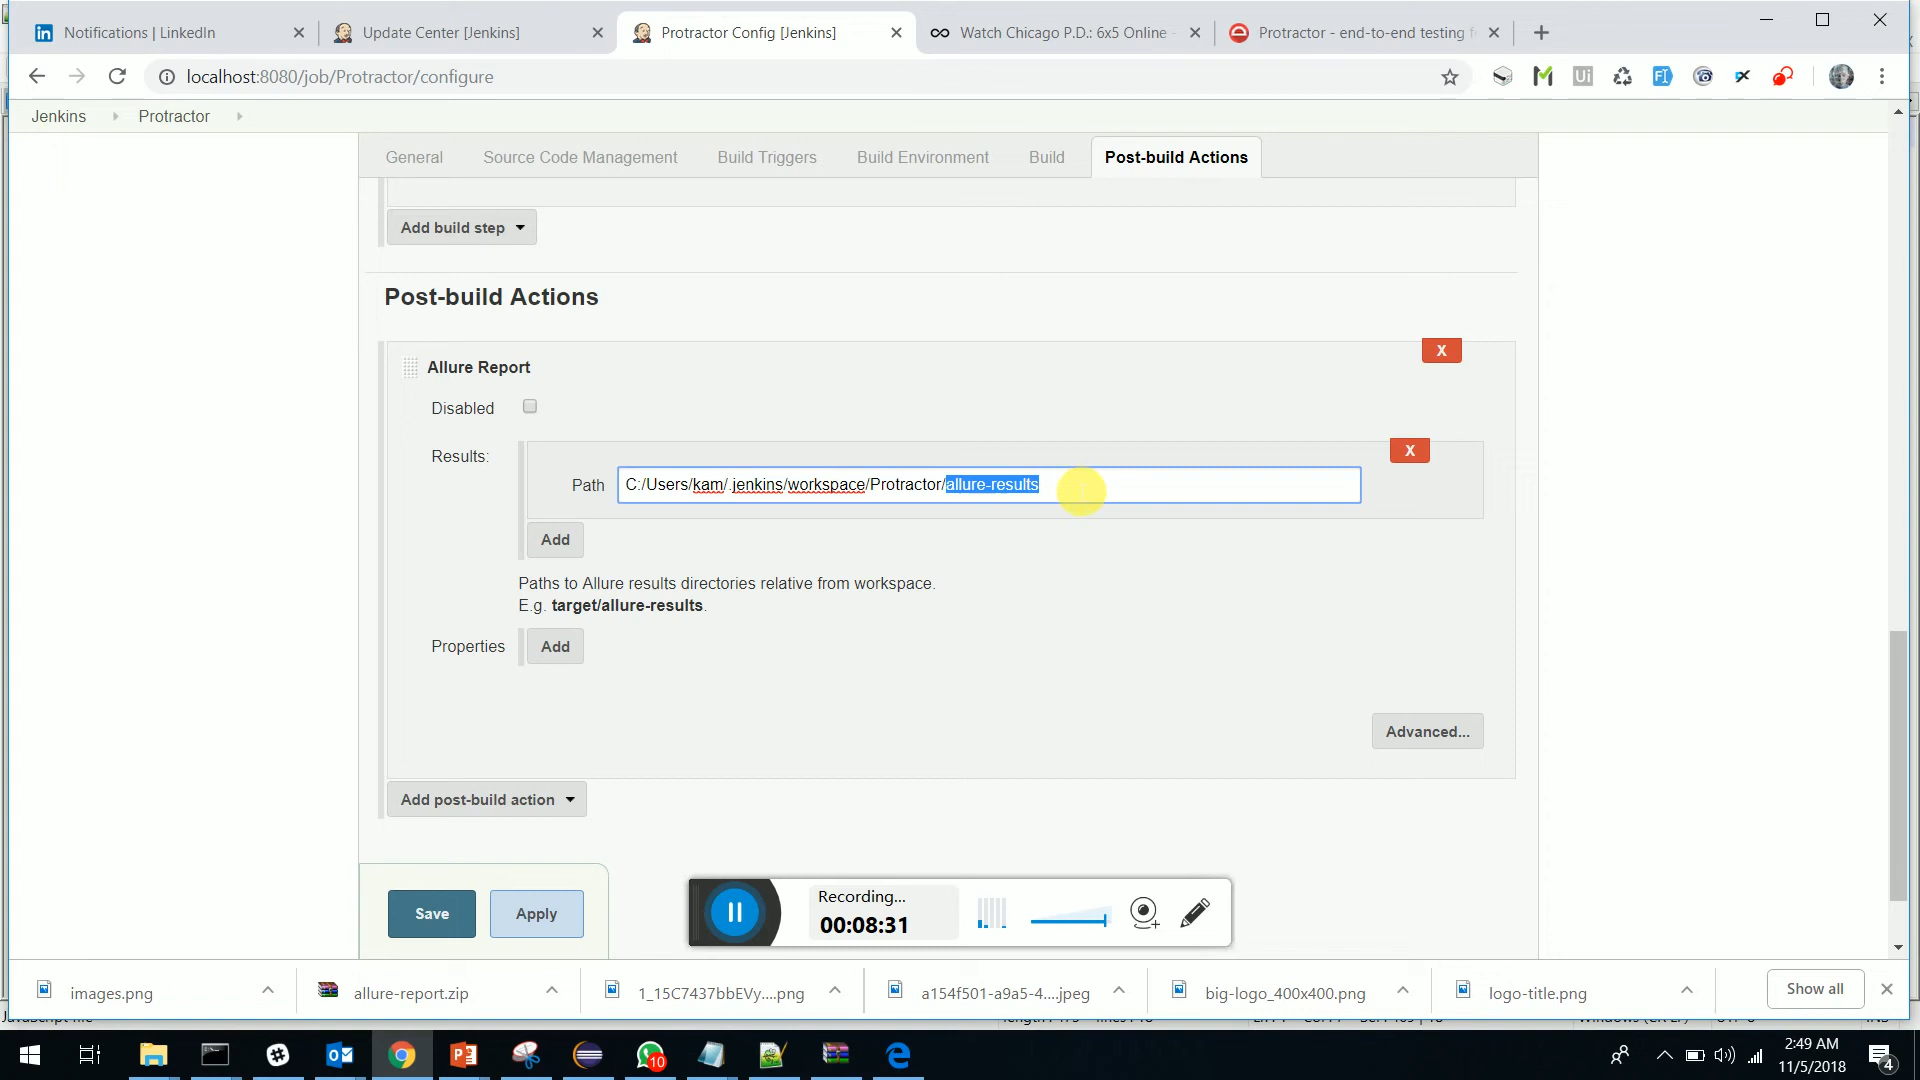 Notifications | LinkedIn
Update Center [Jenkins]
Protractor Config [Jenkins]
Watch Chicago P.D.: 6x5 Online -
Protractor - end-to-end testing f
localhost:8080/job/Protractor/configure
Jenkins
Protractor
General
Source Code Management
Build Triggers
Build Environment
Build
Post-build Actions
Add build step
Post-build Actions
X
Allure Report
Disabled
Results:
X
Path
C:/Users/kam/.jenkins/workspace/Protractor/allure-results
Add
Paths to Allure results directories relative from workspace.
E.g. target/allure-results.
Properties
Add
Advanced...
Add post-build action
Save
Apply
Recording...
00:08:31
images.png
allure-report.zip
1_15C7437bbEVy....png
a154f501-a9a5-4....jpeg
big-logo_400x400.png
logo-title.png
Show all
10
2:49 AM
11/5/2018
4